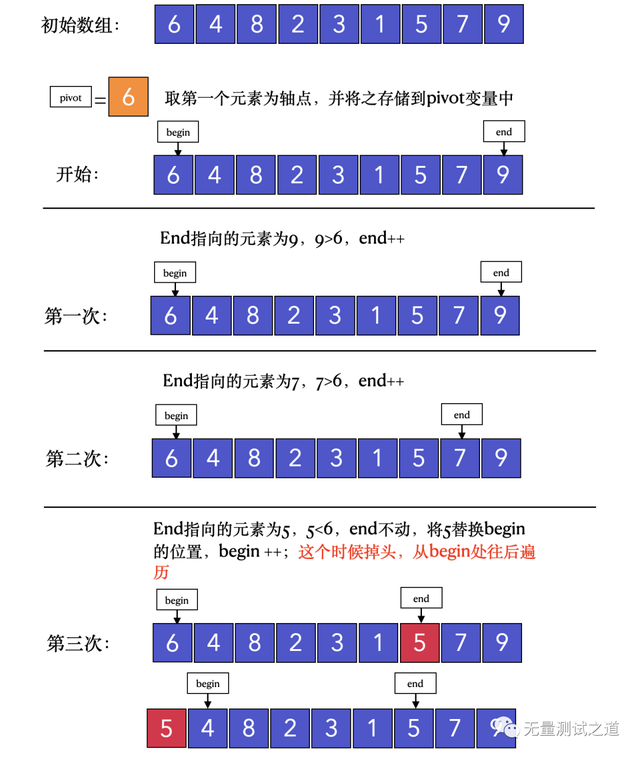 初始数组： 6 4 8 2 3 1 5 7 9
pivot = 6 取第一个元素为轴点，并将之存储到pivot变量中
begin end
开始： 6 4 8 2 3 1 5 7 9
End指向的元素为9，9>6，end++
begin end
第一次： 6 4 8 2 3 1 5 7 9
End指向的元素为7，7>6，end++
begin end
第二次： 6 4 8 2 3 1 5 7 9
End指向的元素为5，5<6，end不动，将5替换begin
的位置，begin ++；这个时候掉头，从begin处往后遍
历
begin end
第三次： 6 4 8 2 3 1 5 7 9
begin end
5 4 8 2 3 1 5 7 9
无量测试之道